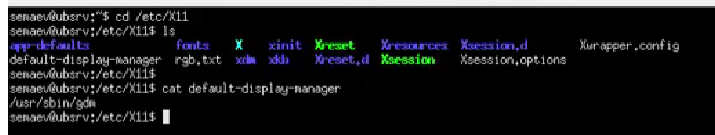 semaev@ubsrv:~$ cd /etc/X11
semaev@ubsrv:/etc/X11$ ls
app-defaults fonts X xinit Xreset Xresources Xsession.d Xwrapper.config
default-display-manager rgb.txt xdm xkb Xreset.d Xsession Xsession.options
semaev@ubsrv:/etc/X11$
semaev@ubsrv:/etc/X11$ cat default-display-manager
/usr/sbin/gdm
semaev@ubsrv:/etc/X11$